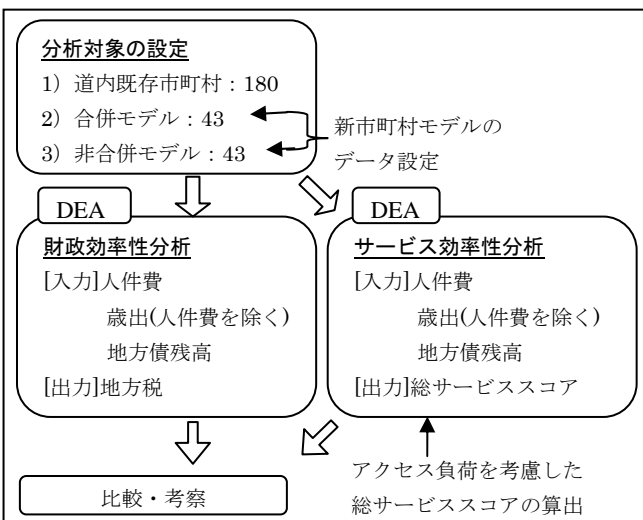 分析対象の設定
1）道内既存市町村：180
2）合併モデル：43
3）非合併モデル：43
新市町村モデルの
データ設定
DEA
財政効率性分析
[入力]人件費
歳出(人件費を除く)
地方債残高
[出力]地方税
DEA
サービス効率性分析
[入力]人件費
歳出(人件費を除く)
地方債残高
[出力]総サービススコア
アクセス負荷を考慮した
総サービススコアの算出
比較・考察